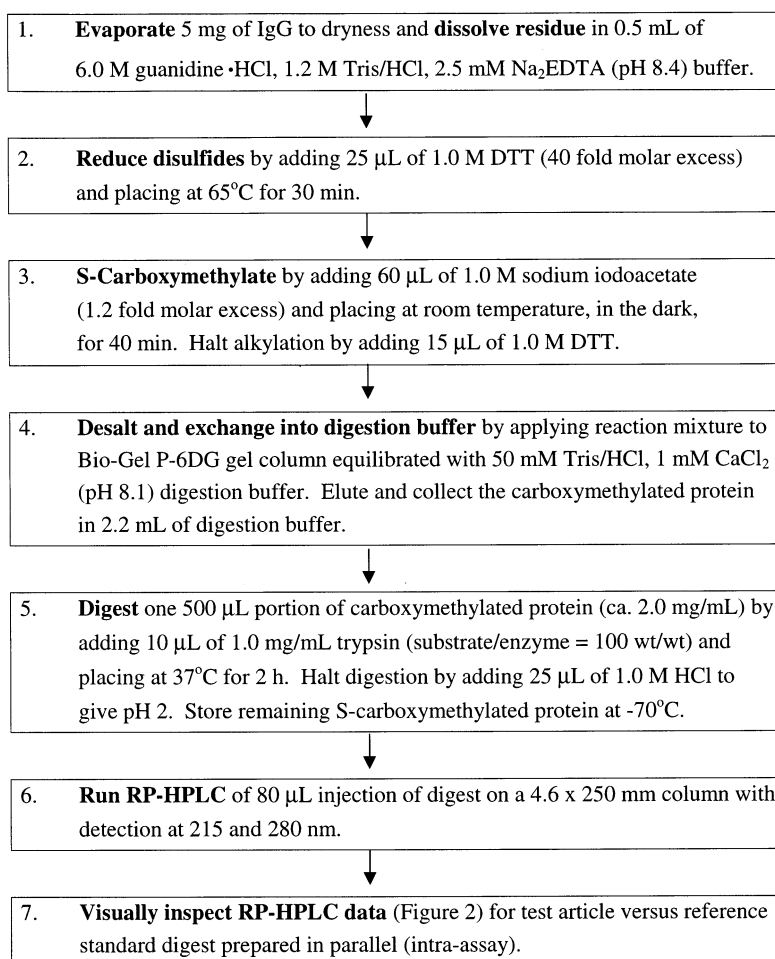 1. Evaporate 5 mg of IgG to dryness and dissolve residue in 0.5 mL of
6.0 M guanidine •HCl, 1.2 M Tris/HCl, 2.5 mM Na₂EDTA (pH 8.4) buffer.
2. Reduce disulfides by adding 25 μL of 1.0 M DTT (40 fold molar excess)
and placing at 65°C for 30 min.
3. S-Carboxymethylate by adding 60 μL of 1.0 M sodium iodoacetate
(1.2 fold molar excess) and placing at room temperature, in the dark,
for 40 min. Halt alkylation by adding 15 μL of 1.0 M DTT.
4. Desalt and exchange into digestion buffer by applying reaction mixture to
Bio-Gel P-6DG gel column equilibrated with 50 mM Tris/HCl, 1 mM CaCl₂
(pH 8.1) digestion buffer. Elute and collect the carboxymethylated protein
in 2.2 mL of digestion buffer.
5. Digest one 500 μL portion of carboxymethylated protein (ca. 2.0 mg/mL) by
adding 10 μL of 1.0 mg/mL trypsin (substrate/enzyme = 100 wt/wt) and
placing at 37°C for 2 h. Halt digestion by adding 25 μL of 1.0 M HCl to
give pH 2. Store remaining S-carboxymethylated protein at -70°C.
6. Run RP-HPLC of 80 μL injection of digest on a 4.6 x 250 mm column with
detection at 215 and 280 nm.
7. Visually inspect RP-HPLC data (Figure 2) for test article versus reference
standard digest prepared in parallel (intra-assay).